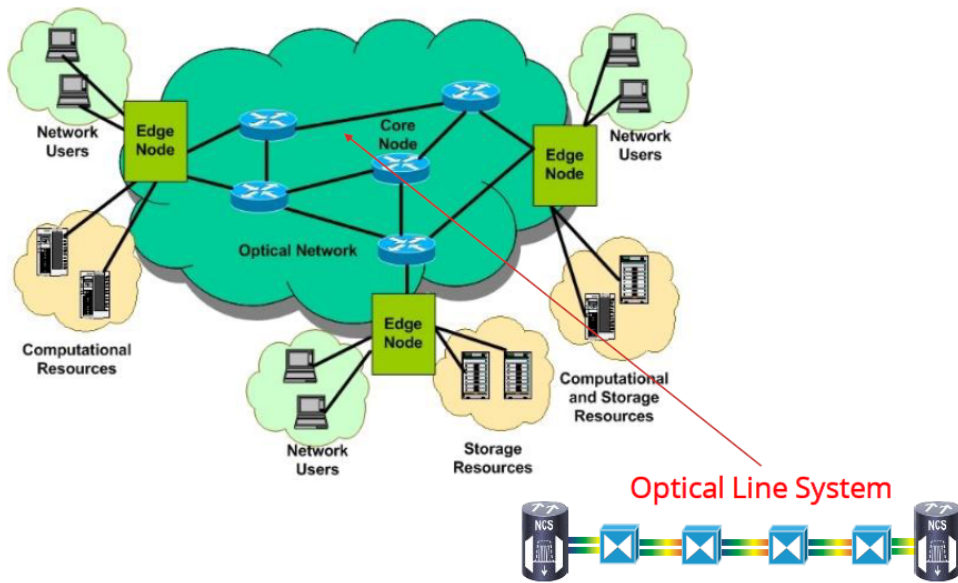 Network
Users
Edge
Node
Core
Node
Edge
Node
Network
Users
Optical Network
Computational
Resources
Edge
Node
Computational
and Storage
Resources
Network
Users
Storage
Resources
Optical Line System
NCS
NCS